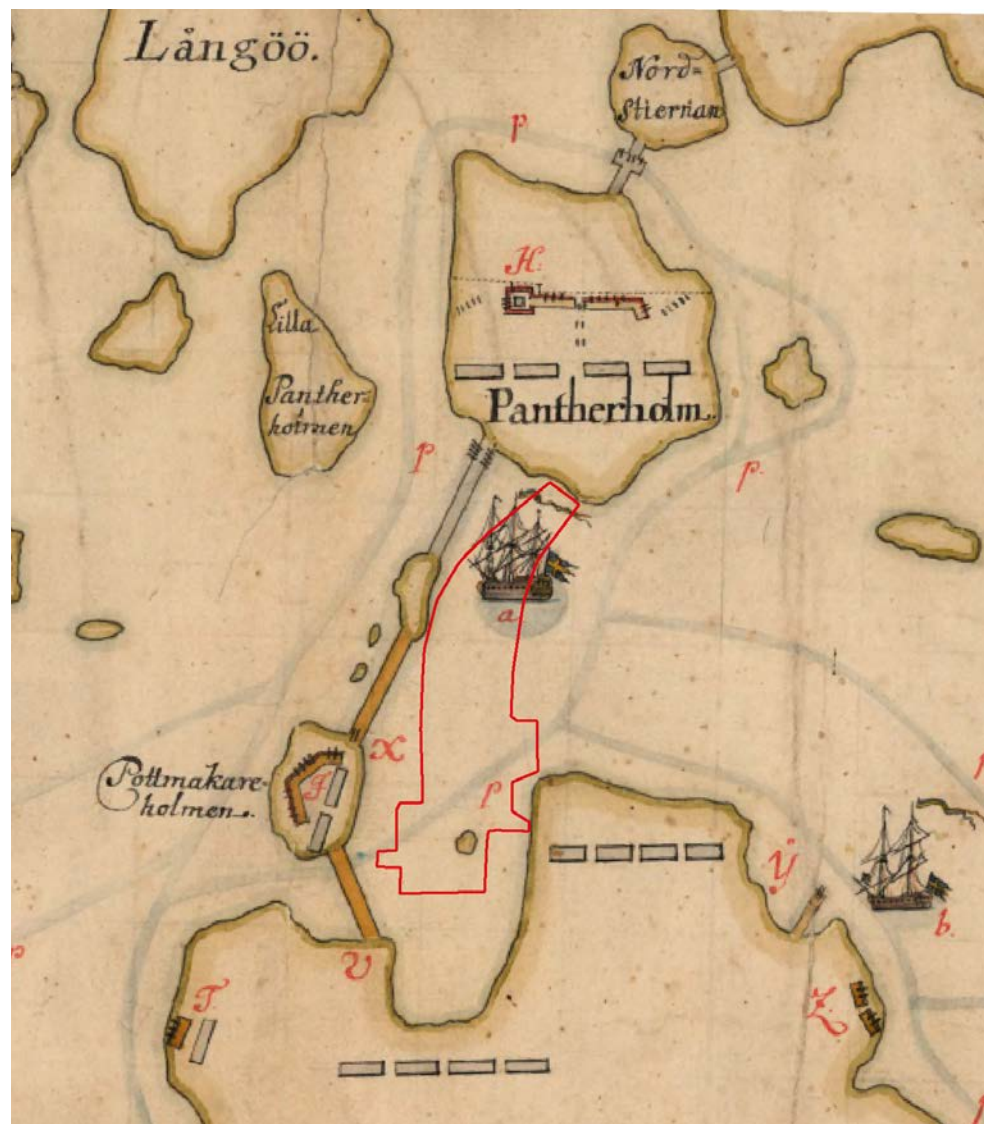 Långöö.
Nord=
Stiernan
p
H:
Lilla
Panther=
holmen
Pantherholm.
p
p.
a
X
Pottmakare=
holmen.
F
p
Ÿ
b.
V
T.
Z.
p
p
p